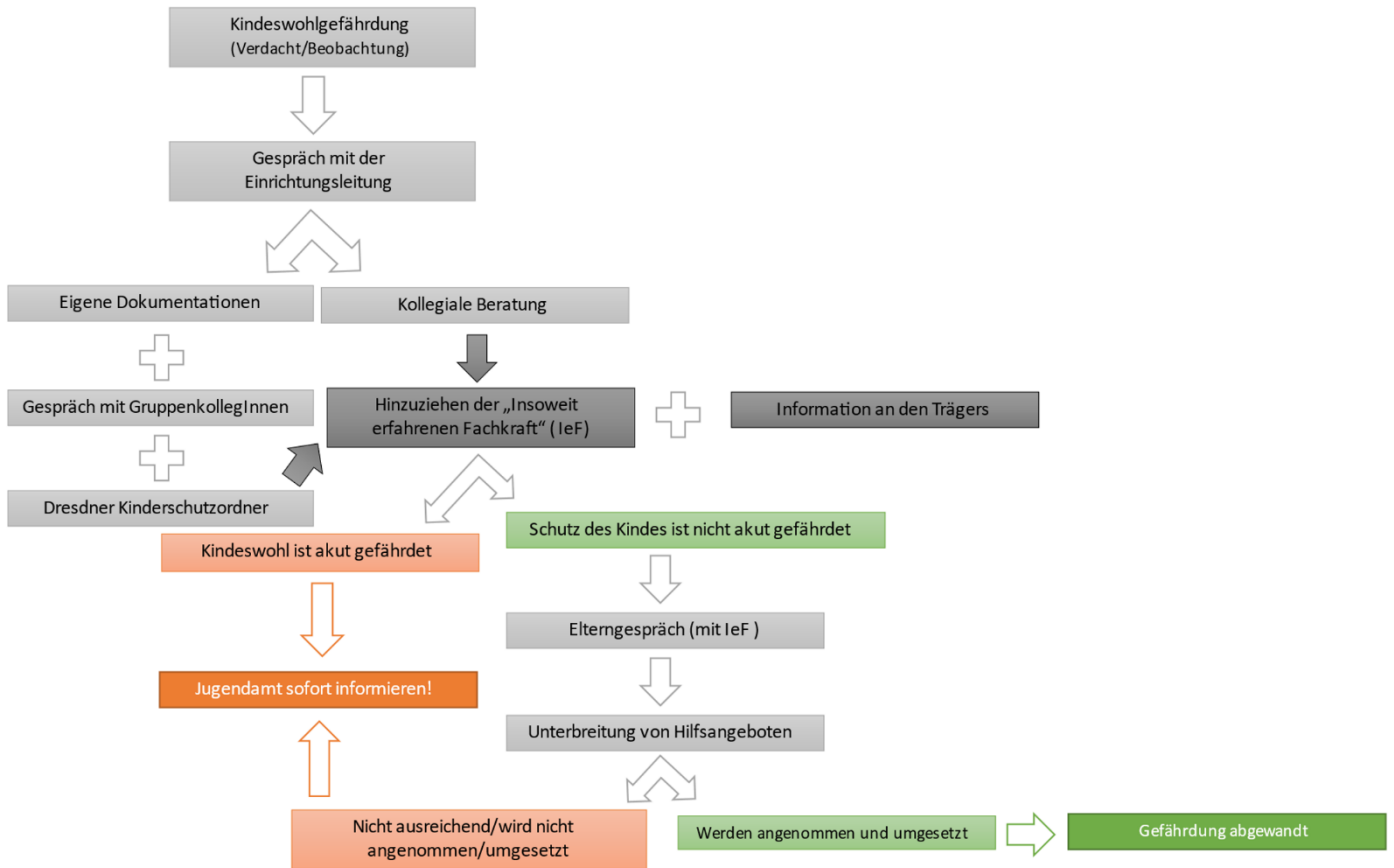 Kindeswohlgefährdung
(Verdacht/Beobachtung)
Gespräch mit der
Einrichtungsleitung
Eigene Dokumentationen
Kollegiale Beratung
Gespräch mit GruppenkollegInnen
Hinzuziehen der „Insoweit
erfahrenen Fachkraft“ ( IeF)
Information an den Trägers
Dresdner Kinderschutzordner
Schutz des Kindes ist nicht akut gefährdet
Kindeswohl ist akut gefährdet
Elterngespräch (mit IeF )
Jugendamt sofort informieren!
Unterbreitung von Hilfsangeboten
Nicht ausreichend/wird nicht
angenommen/umgesetzt
Werden angenommen und umgesetzt
Gefährdung abgewandt